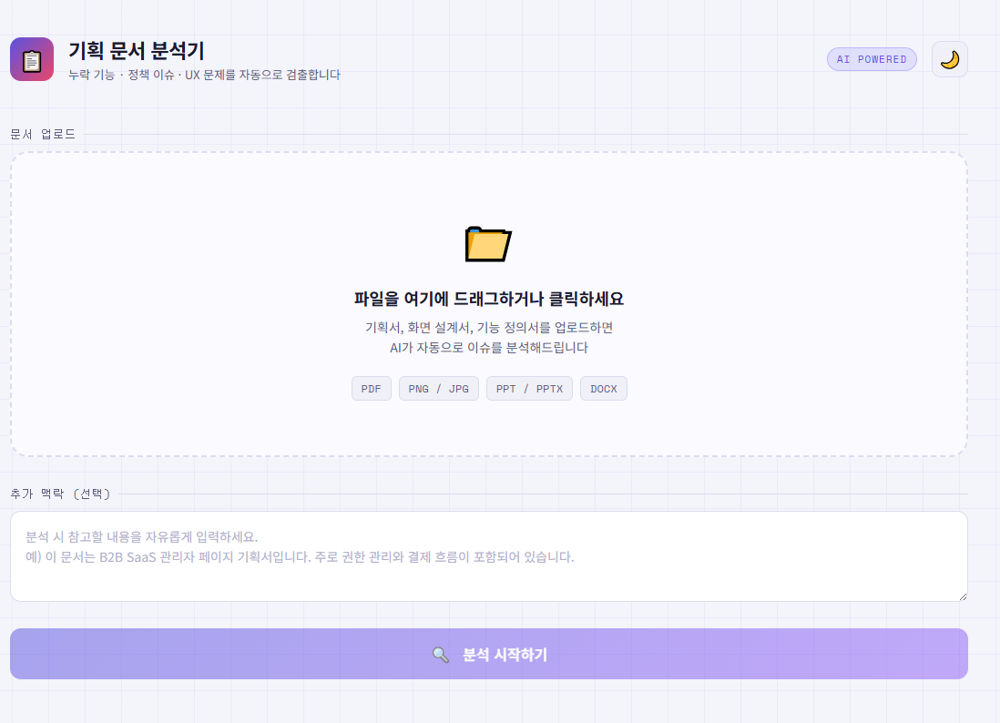 기획 문서 분석기
누락 기능 · 정책 이슈 · UX 문제를 자동으로 검출합니다
AI POWERED
문서 업로드
파일을 여기에 드래그하거나 클릭하세요
기획서, 화면 설계서, 기능 정의서를 업로드하면
AI가 자동으로 이슈를 분석해드립니다
PDF
PNG / JPG
PPT / PPTX
DOCX
추가 맥락 (선택)
분석 시 참고할 내용을 자유롭게 입력하세요.
예) 이 문서는 B2B SaaS 관리자 페이지 기획서입니다. 주로 권한 관리와 결제 흐름이 포함되어 있습니다.
분석 시작하기